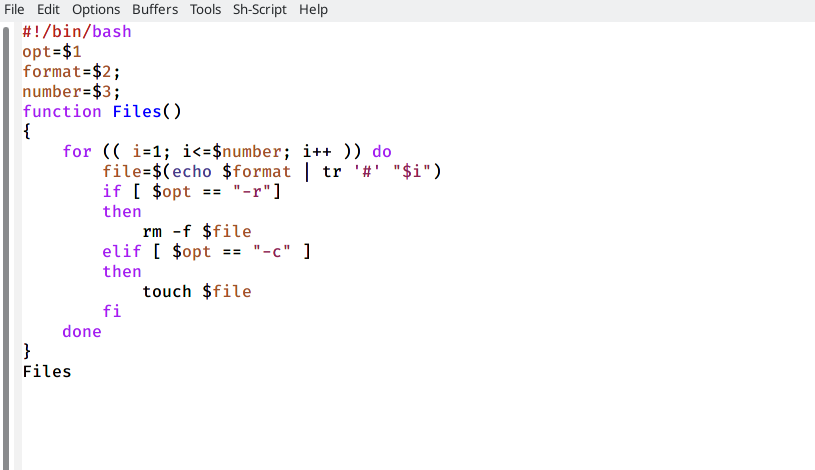 File Edit Options Buffers Tools Sh-Script Help
#!/bin/bash
opt=$1
format=$2;
number=$3;
function Files()
{
    for (( i=1; i<=$number; i++ )) do
        file=$(echo $format | tr '#' "$i")
        if [ $opt == "-r"]
        then
            rm -f $file
        elif [ $opt == "-c" ]
        then
            touch $file
        fi
    done
}
Files